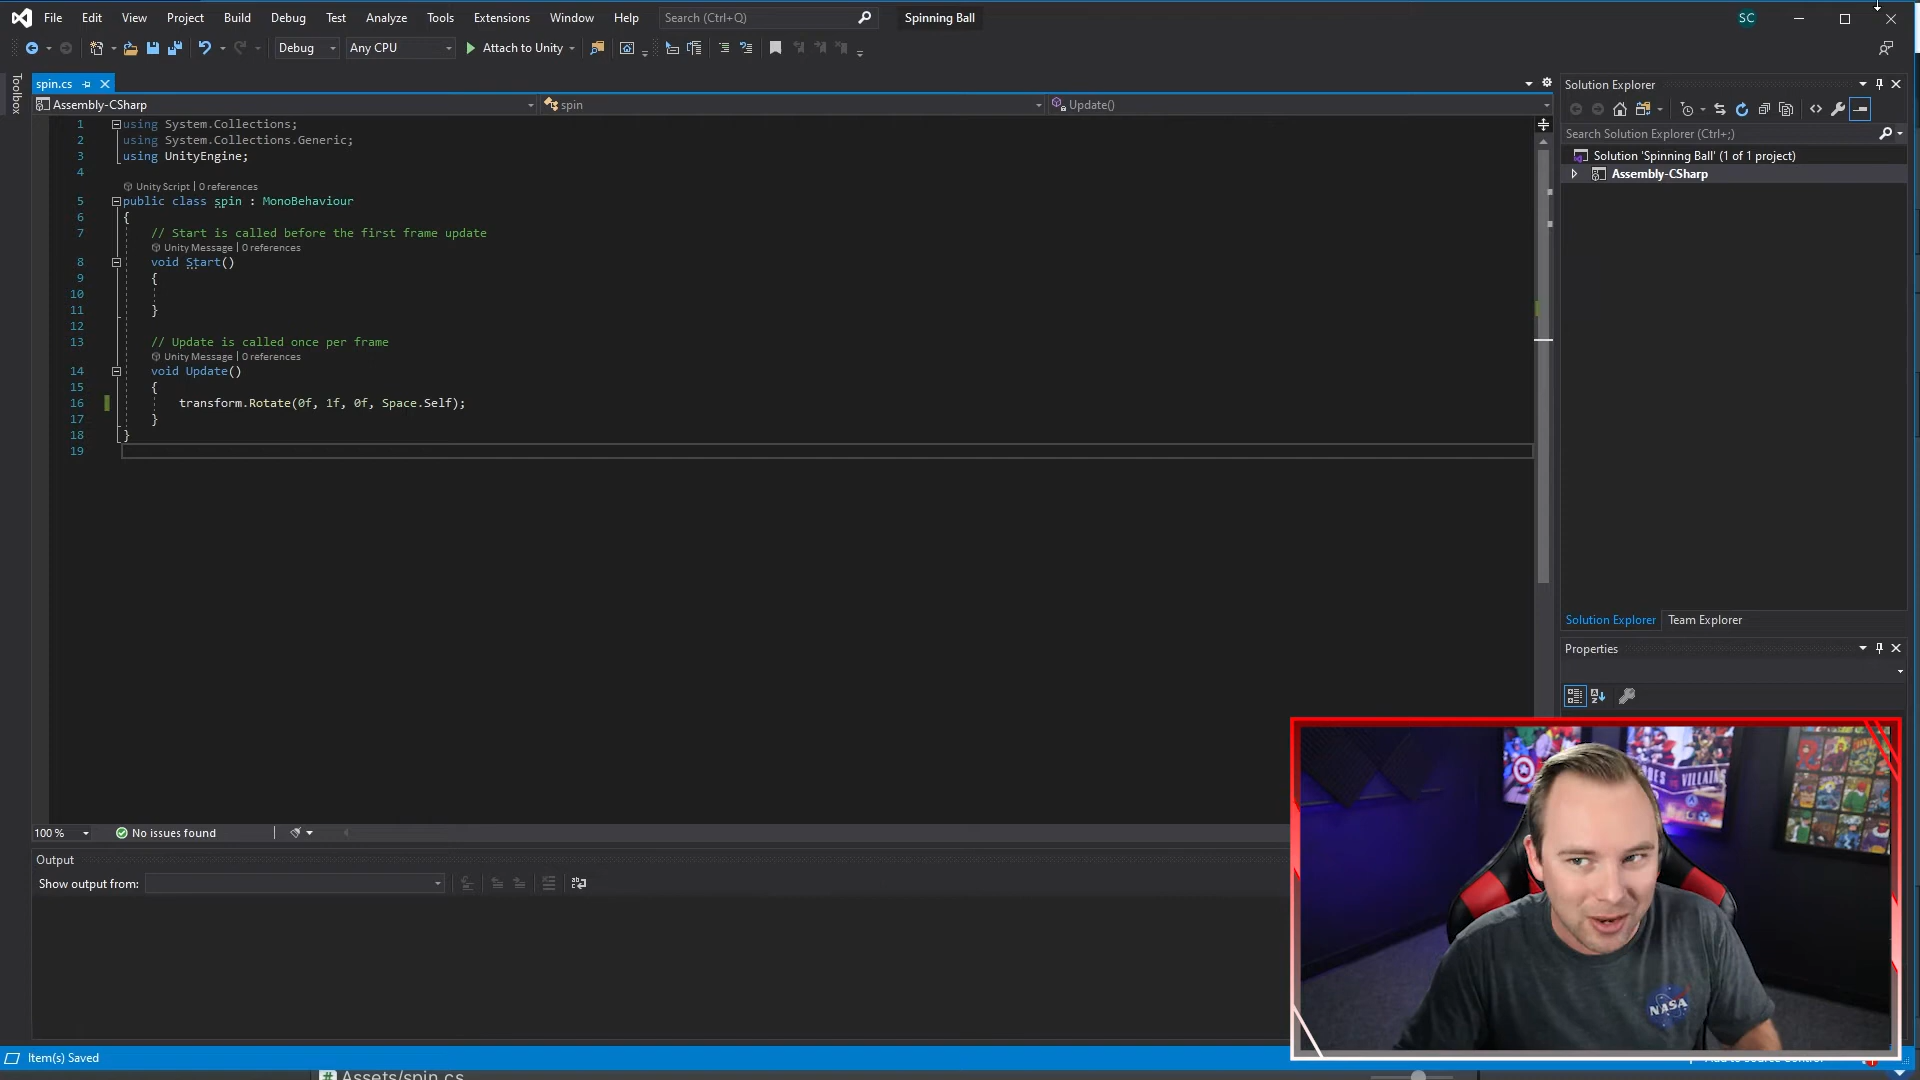 File Edit View Project Build Debug Test Analyze Tools Extensions Window Help Search (Ctrl+Q) Spinning Ball SC
Debug Any CPU Attach to Unity
Toolbox
spin.cs
Assembly-CSharp spin Update()
1 using System.Collections;
2 using System.Collections.Generic;
3 using UnityEngine;
4
Unity Script | 0 references
5 public class spin : MonoBehaviour
6 {
7 // Start is called before the first frame update
Unity Message | 0 references
8 void Start()
9 {
10
11 }
12
13 // Update is called once per frame
Unity Message | 0 references
14 void Update()
15 {
16 transform.Rotate(0f, 1f, 0f, Space.Self);
17 }
18 }
19
100 % No issues found
Output
Show output from:
Item(s) Saved
Assets/spin.cs
Solution Explorer
Search Solution Explorer (Ctrl+;)
Solution 'Spinning Ball' (1 of 1 project)
Assembly-CSharp
Solution Explorer Team Explorer
Properties
VILLAINS
NASA